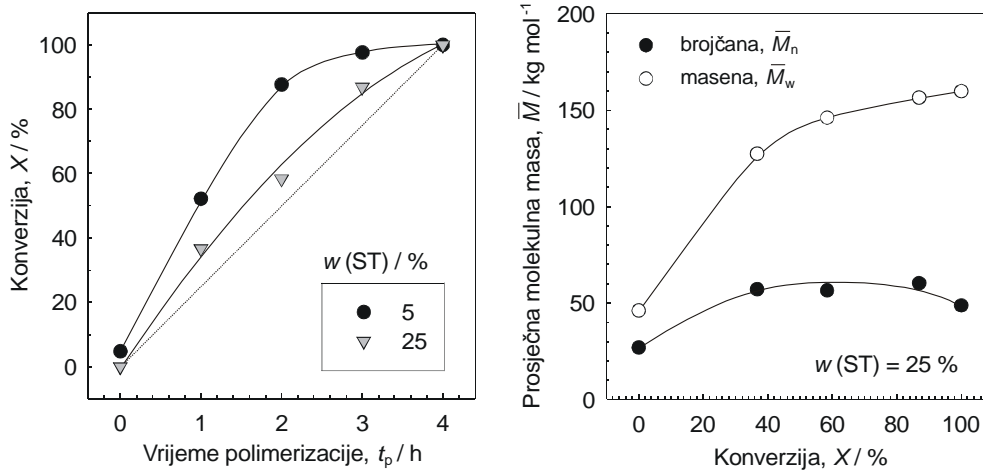 100
80
60
40
20
0
Konverzija, X / %
w (ST) / %
5
25
0 1 2 3 4
Vrijeme polimerizacije, tₚ / h
200
150
100
50
0
Prosječna molekulna masa, M̅ / kg mol⁻¹
brojčana, M̅ₙ
masena, M̅w
w (ST) = 25 %
0 20 40 60 80 100
Konverzija, X / %